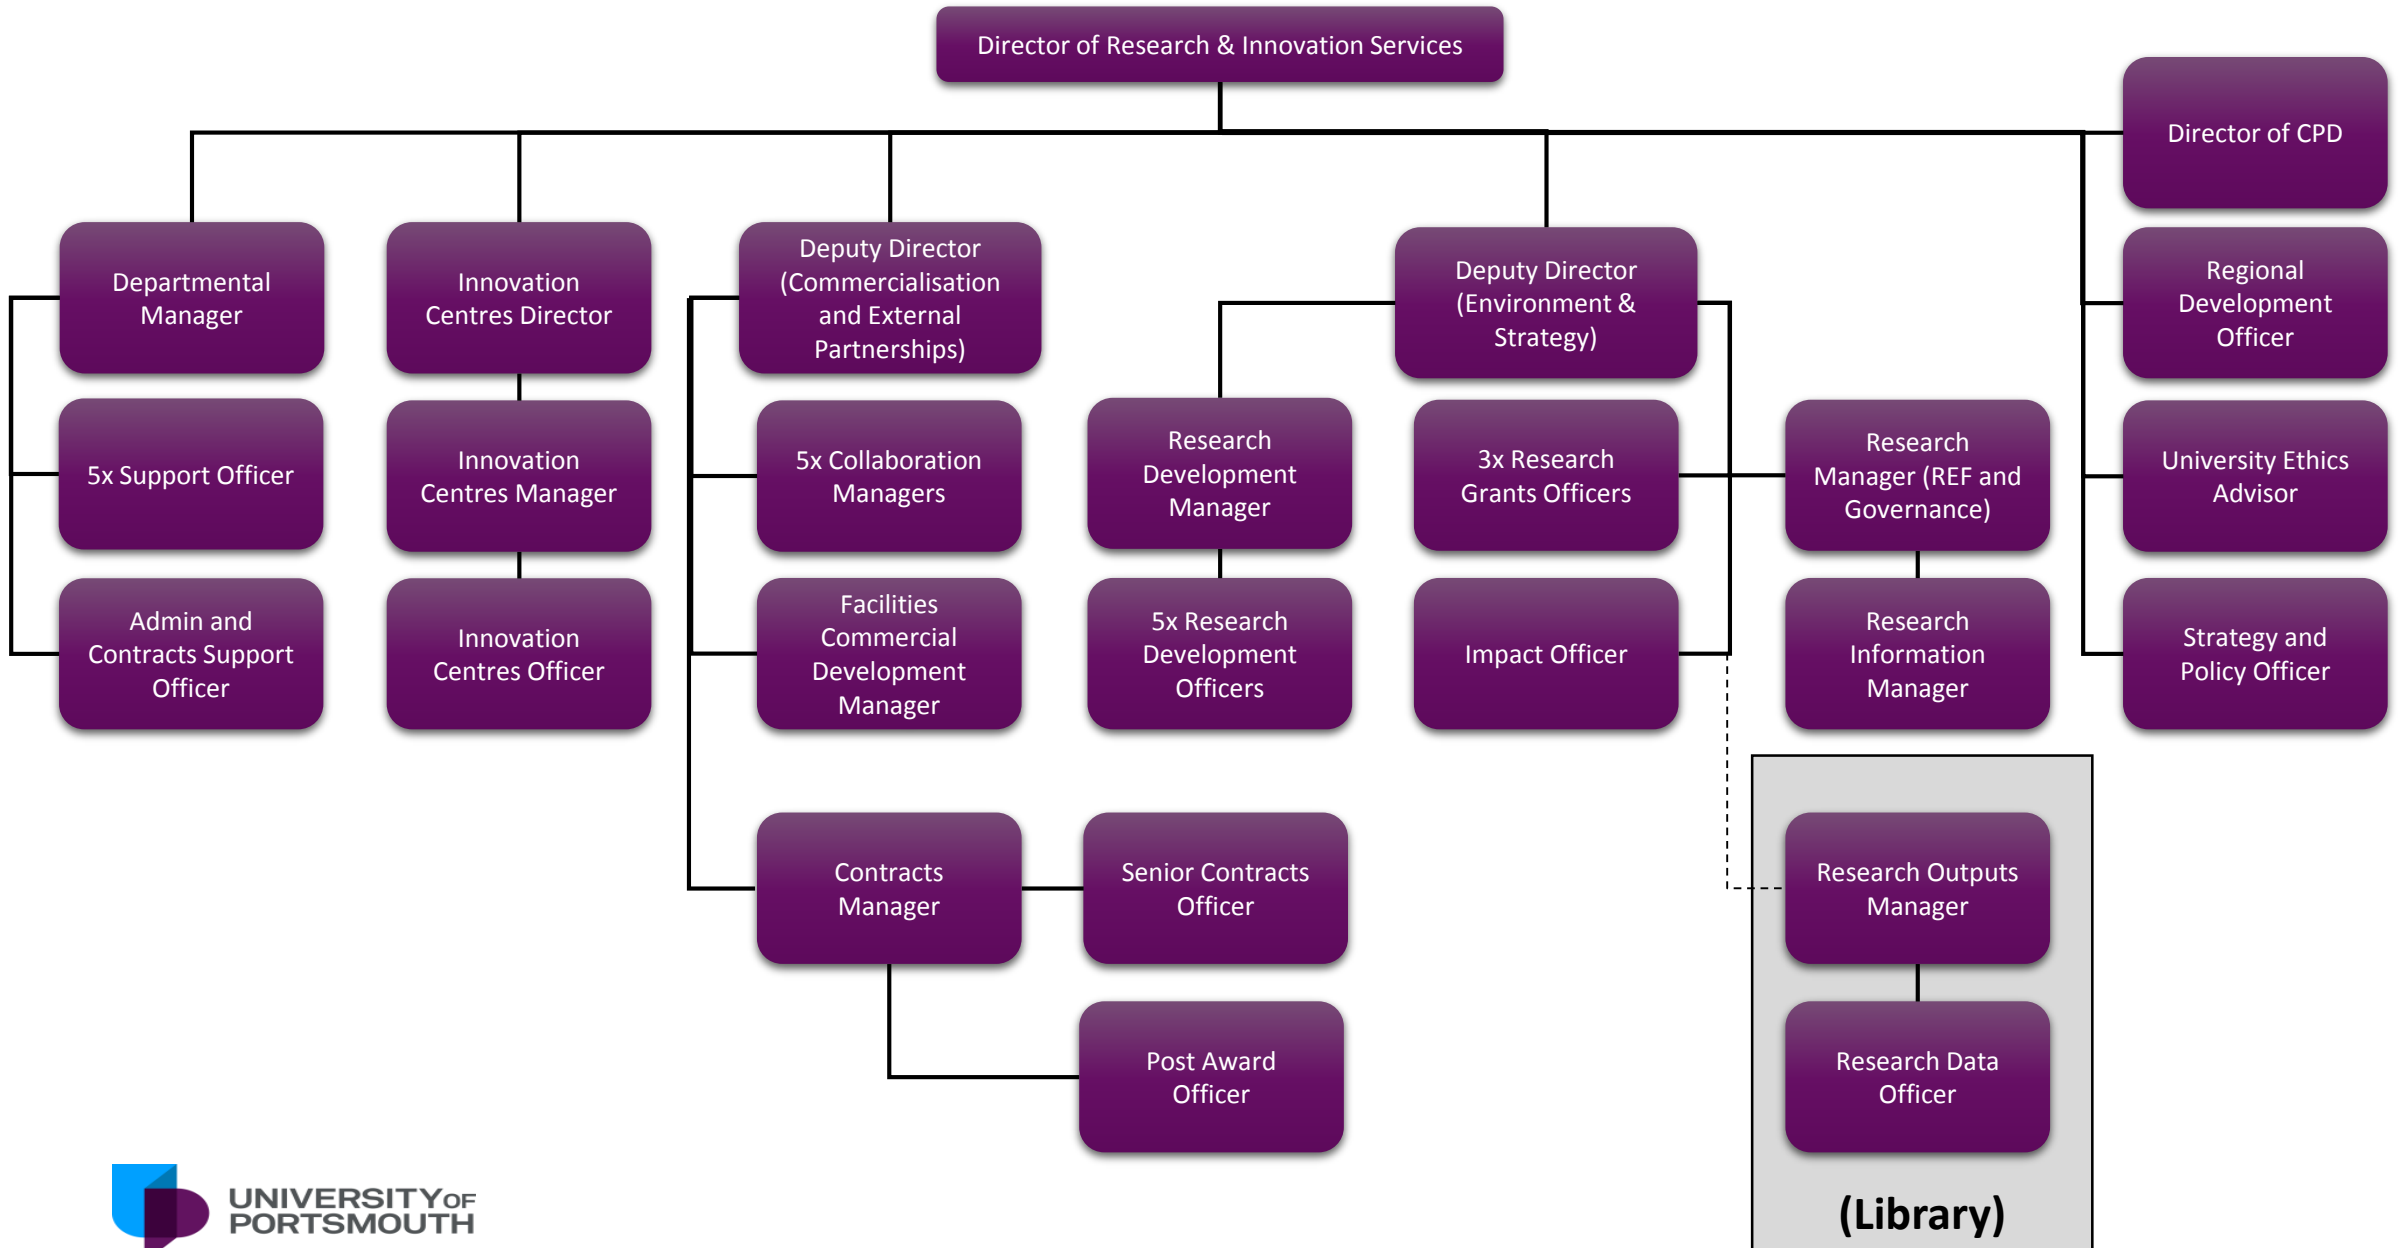 Director of Research & Innovation Services
Director of CPD
Departmental
Manager
Innovation
Centres Director
Deputy Director
(Commercialisation
and External
Partnerships)
Deputy Director
(Environment &
Strategy)
Regional
Development
Officer
5x Support Officer
Innovation
Centres Manager
5x Collaboration
Managers
Research
Development
Manager
3x Research
Grants Officers
Research
Manager (REF and
Governance)
University Ethics
Advisor
Admin and
Contracts Support
Officer
Innovation
Centres Officer
Facilities
Commercial
Development
Manager
5x Research
Development
Officers
Impact Officer
Research
Information
Manager
Strategy and
Policy Officer
Contracts
Manager
Senior Contracts
Officer
Research Outputs
Manager
Post Award
Officer
Research Data
Officer
(Library)
UNIVERSITY OF
PORTSMOUTH